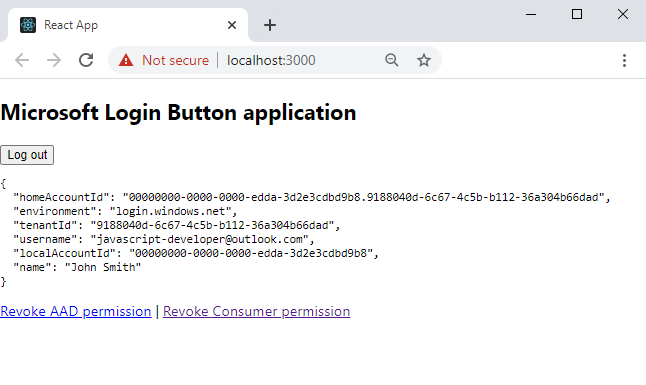 React App
Not secure | localhost:3000
Microsoft Login Button application
Log out
{
"homeAccountId": "00000000-0000-0000-edda-3d2e3cdbd9b8.9188040d-6c67-4c5b-b112-36a304b66dad",
"environment": "login.windows.net",
"tenantId": "9188040d-6c67-4c5b-b112-36a304b66dad",
"username": "javascript-developer@outlook.com",
"localAccountId": "00000000-0000-0000-edda-3d2e3cdbd9b8",
"name": "John Smith"
}
Revoke AAD permission | Revoke Consumer permission